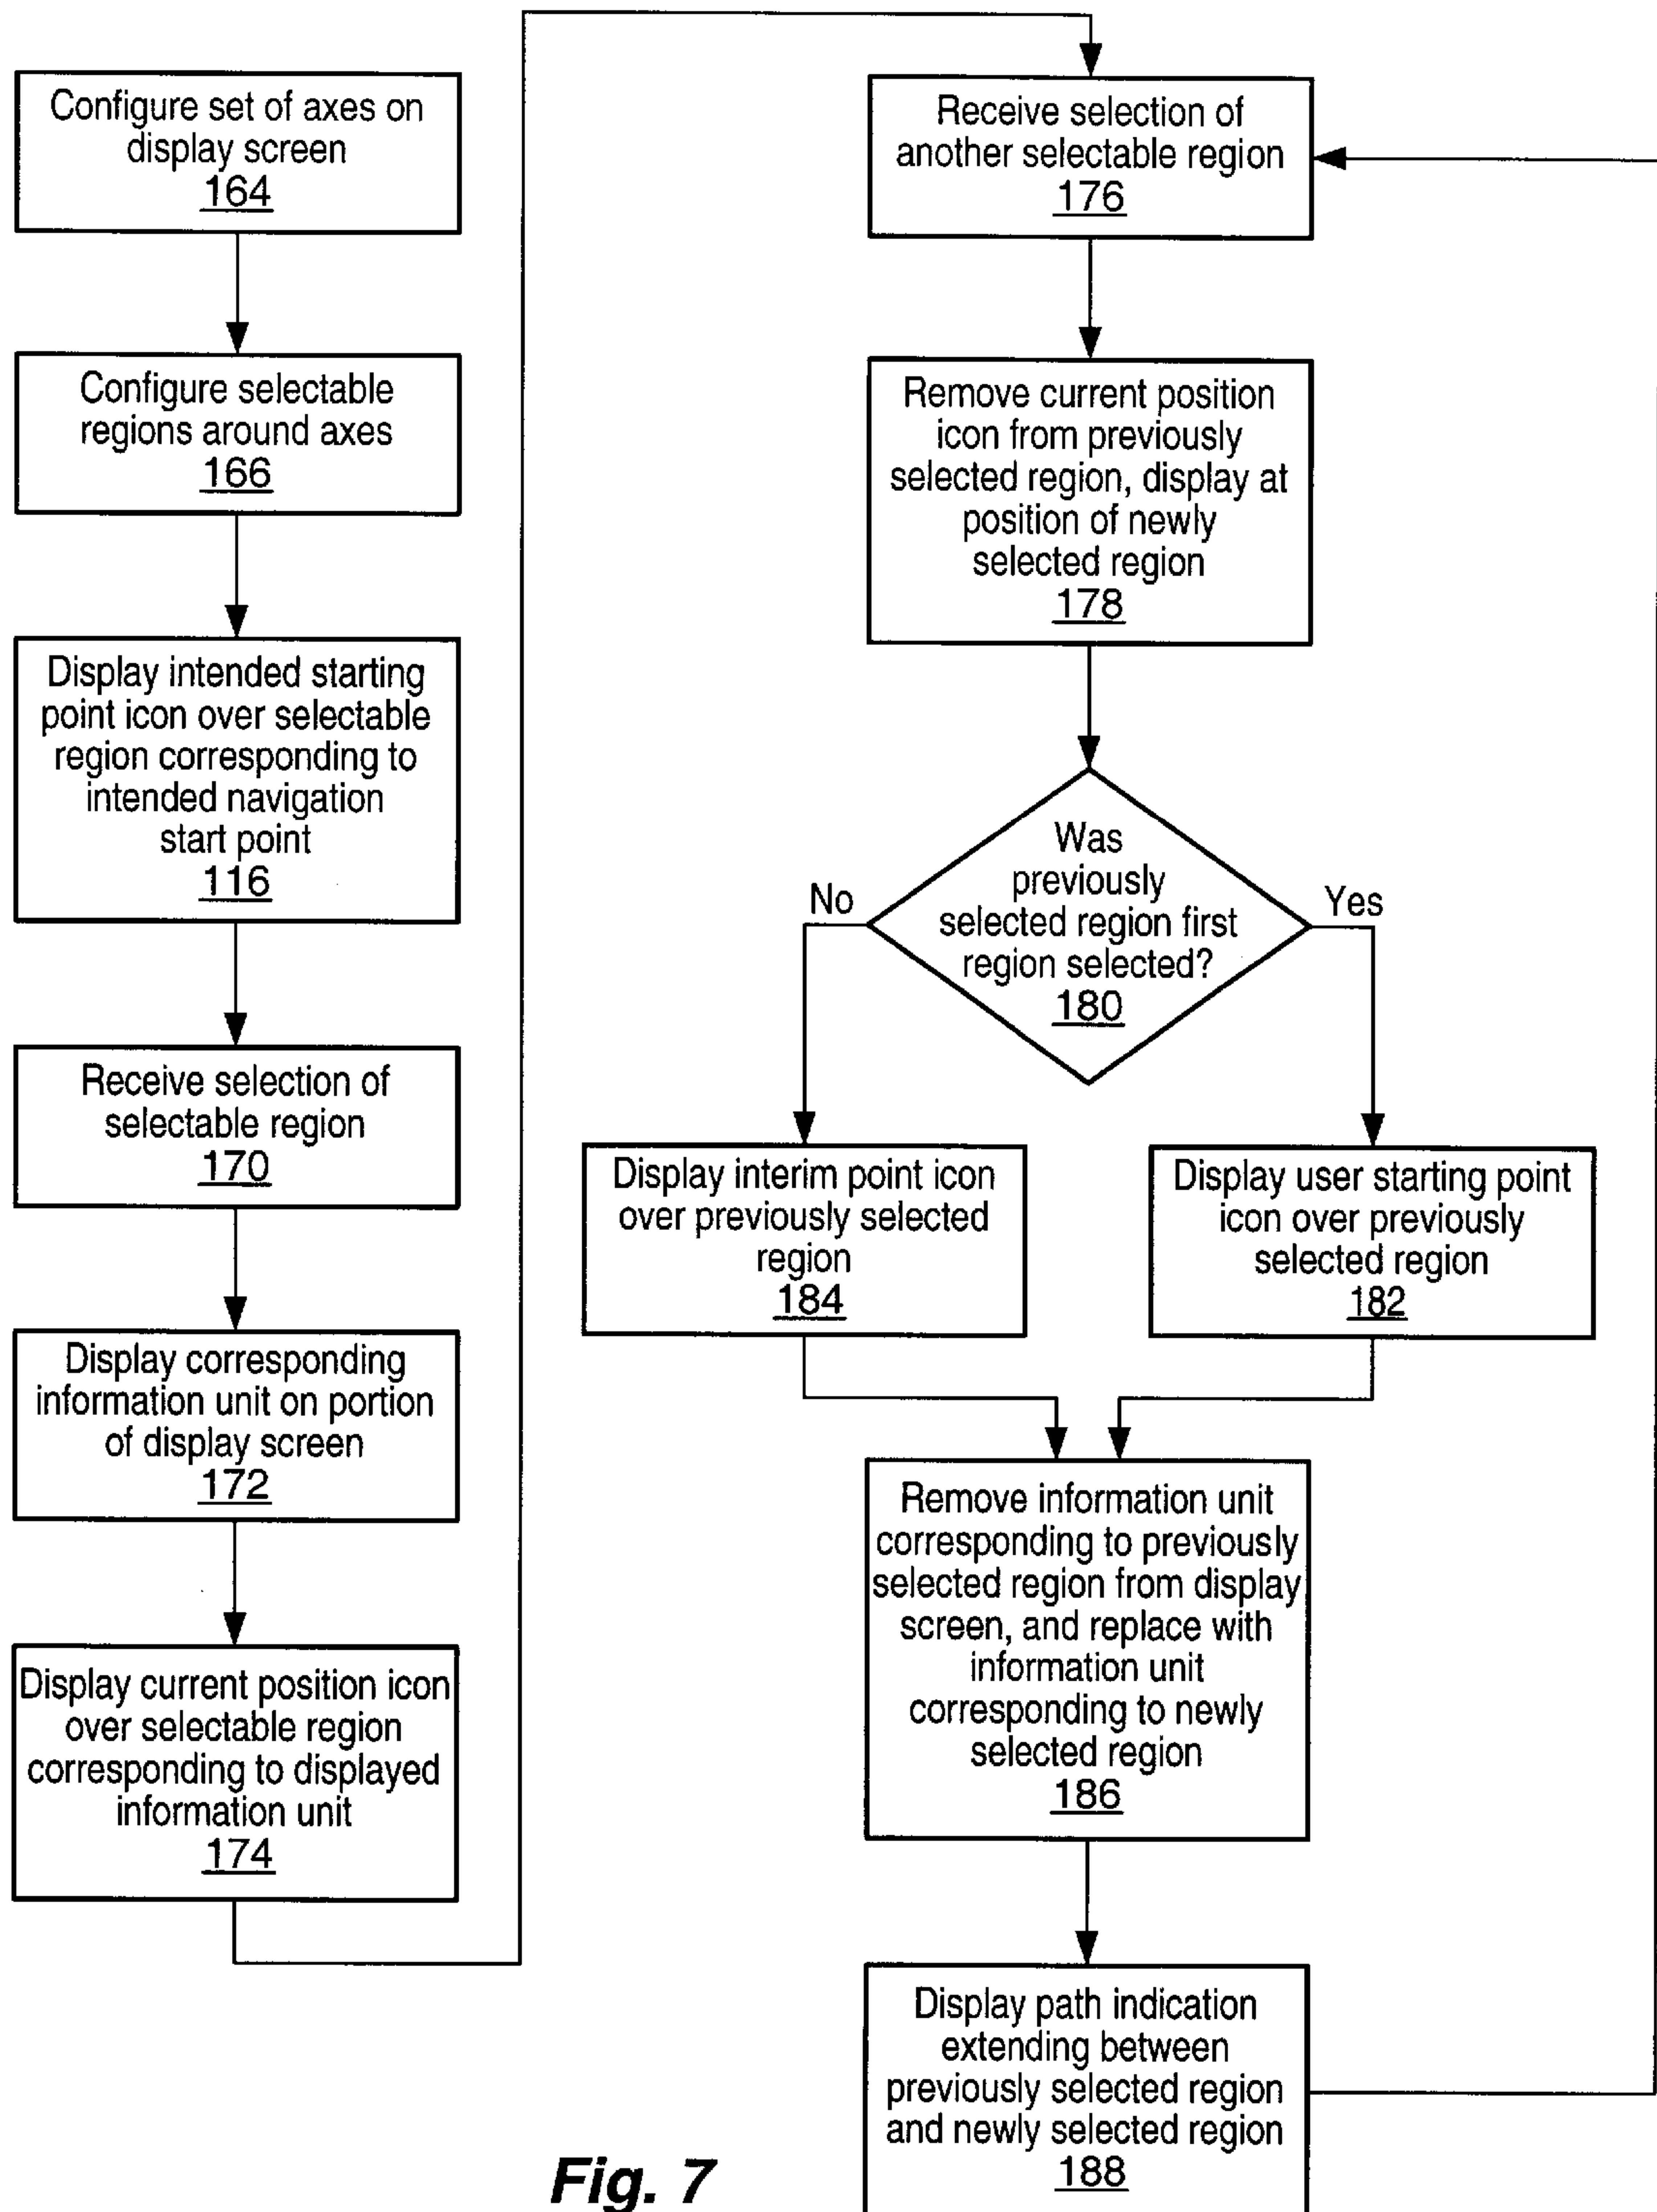 Configure set of axes on
display screen
164
Configure selectable
regions around axes
166
Display intended starting
point icon over selectable
region corresponding to
intended navigation
start point
116
Receive selection of
selectable region
170
Display corresponding
information unit on portion
of display screen
172
Display current position icon
over selectable region
corresponding to displayed
information unit
174
Receive selection of
another selectable region
176
Remove current position
icon from previously
selected region, display at
position of newly
selected region
178
Was
previously
selected region first
region selected?
180
No
Yes
Display interim point icon
over previously selected
region
184
Display user starting point
icon over previously
selected region
182
Remove information unit
corresponding to previously
selected region from display
screen, and replace with
information unit
corresponding to newly
selected region
186
Display path indication
extending between
previously selected region
and newly selected region
188
Fig. 7